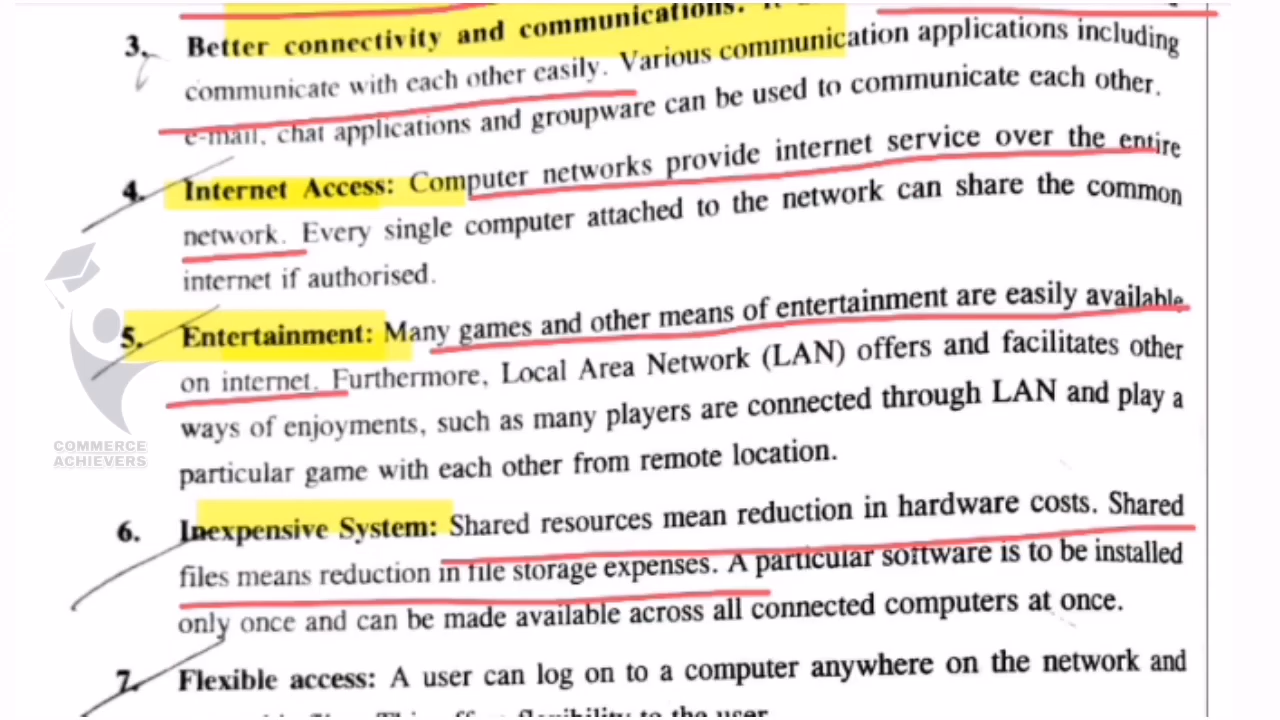 3. Better connectivity and communications:
communicate with each other easily. Various communication applications including
e-mail, chat applications and groupware can be used to communicate each other.
4. Internet Access: Computer networks provide internet service over the entire
network. Every single computer attached to the network can share the common
internet if authorised.
5. Entertainment: Many games and other means of entertainment are easily available
on internet. Furthermore, Local Area Network (LAN) offers and facilitates other
ways of enjoyments, such as many players are connected through LAN and play a
particular game with each other from remote location.
COMMERCE
ACHIEVERS
6. Inexpensive System: Shared resources mean reduction in hardware costs. Shared
files means reduction in file storage expenses. A particular software is to be installed
only once and can be made available across all connected computers at once.
7. Flexible access: A user can log on to a computer anywhere on the network and
flexibility to the user